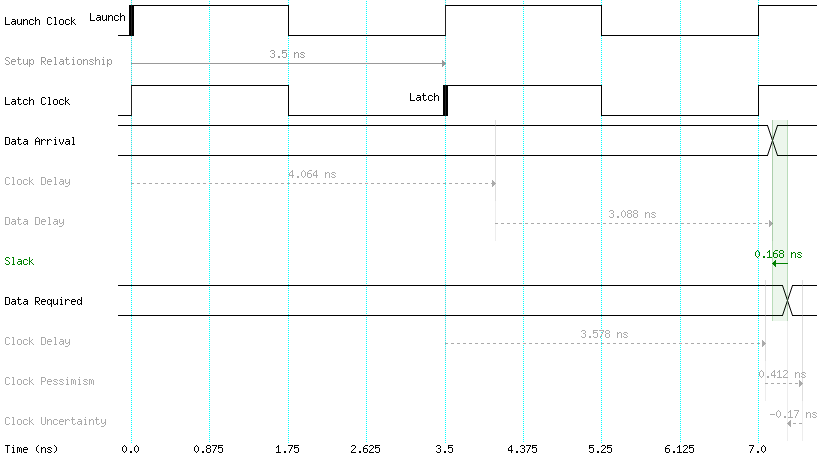 Launch Clock Launch
Setup Relationship 3.5 ns
Latch Clock Latch
Data Arrival
Clock Delay 4.064 ns
Data Delay 3.088 ns
Slack 0.168 ns
Data Required
Clock Delay 3.578 ns
Clock Pessimism 0.412 ns
Clock Uncertainty -0.17 ns
Time (ns) 0.0 0.875 1.75 2.625 3.5 4.375 5.25 6.125 7.0